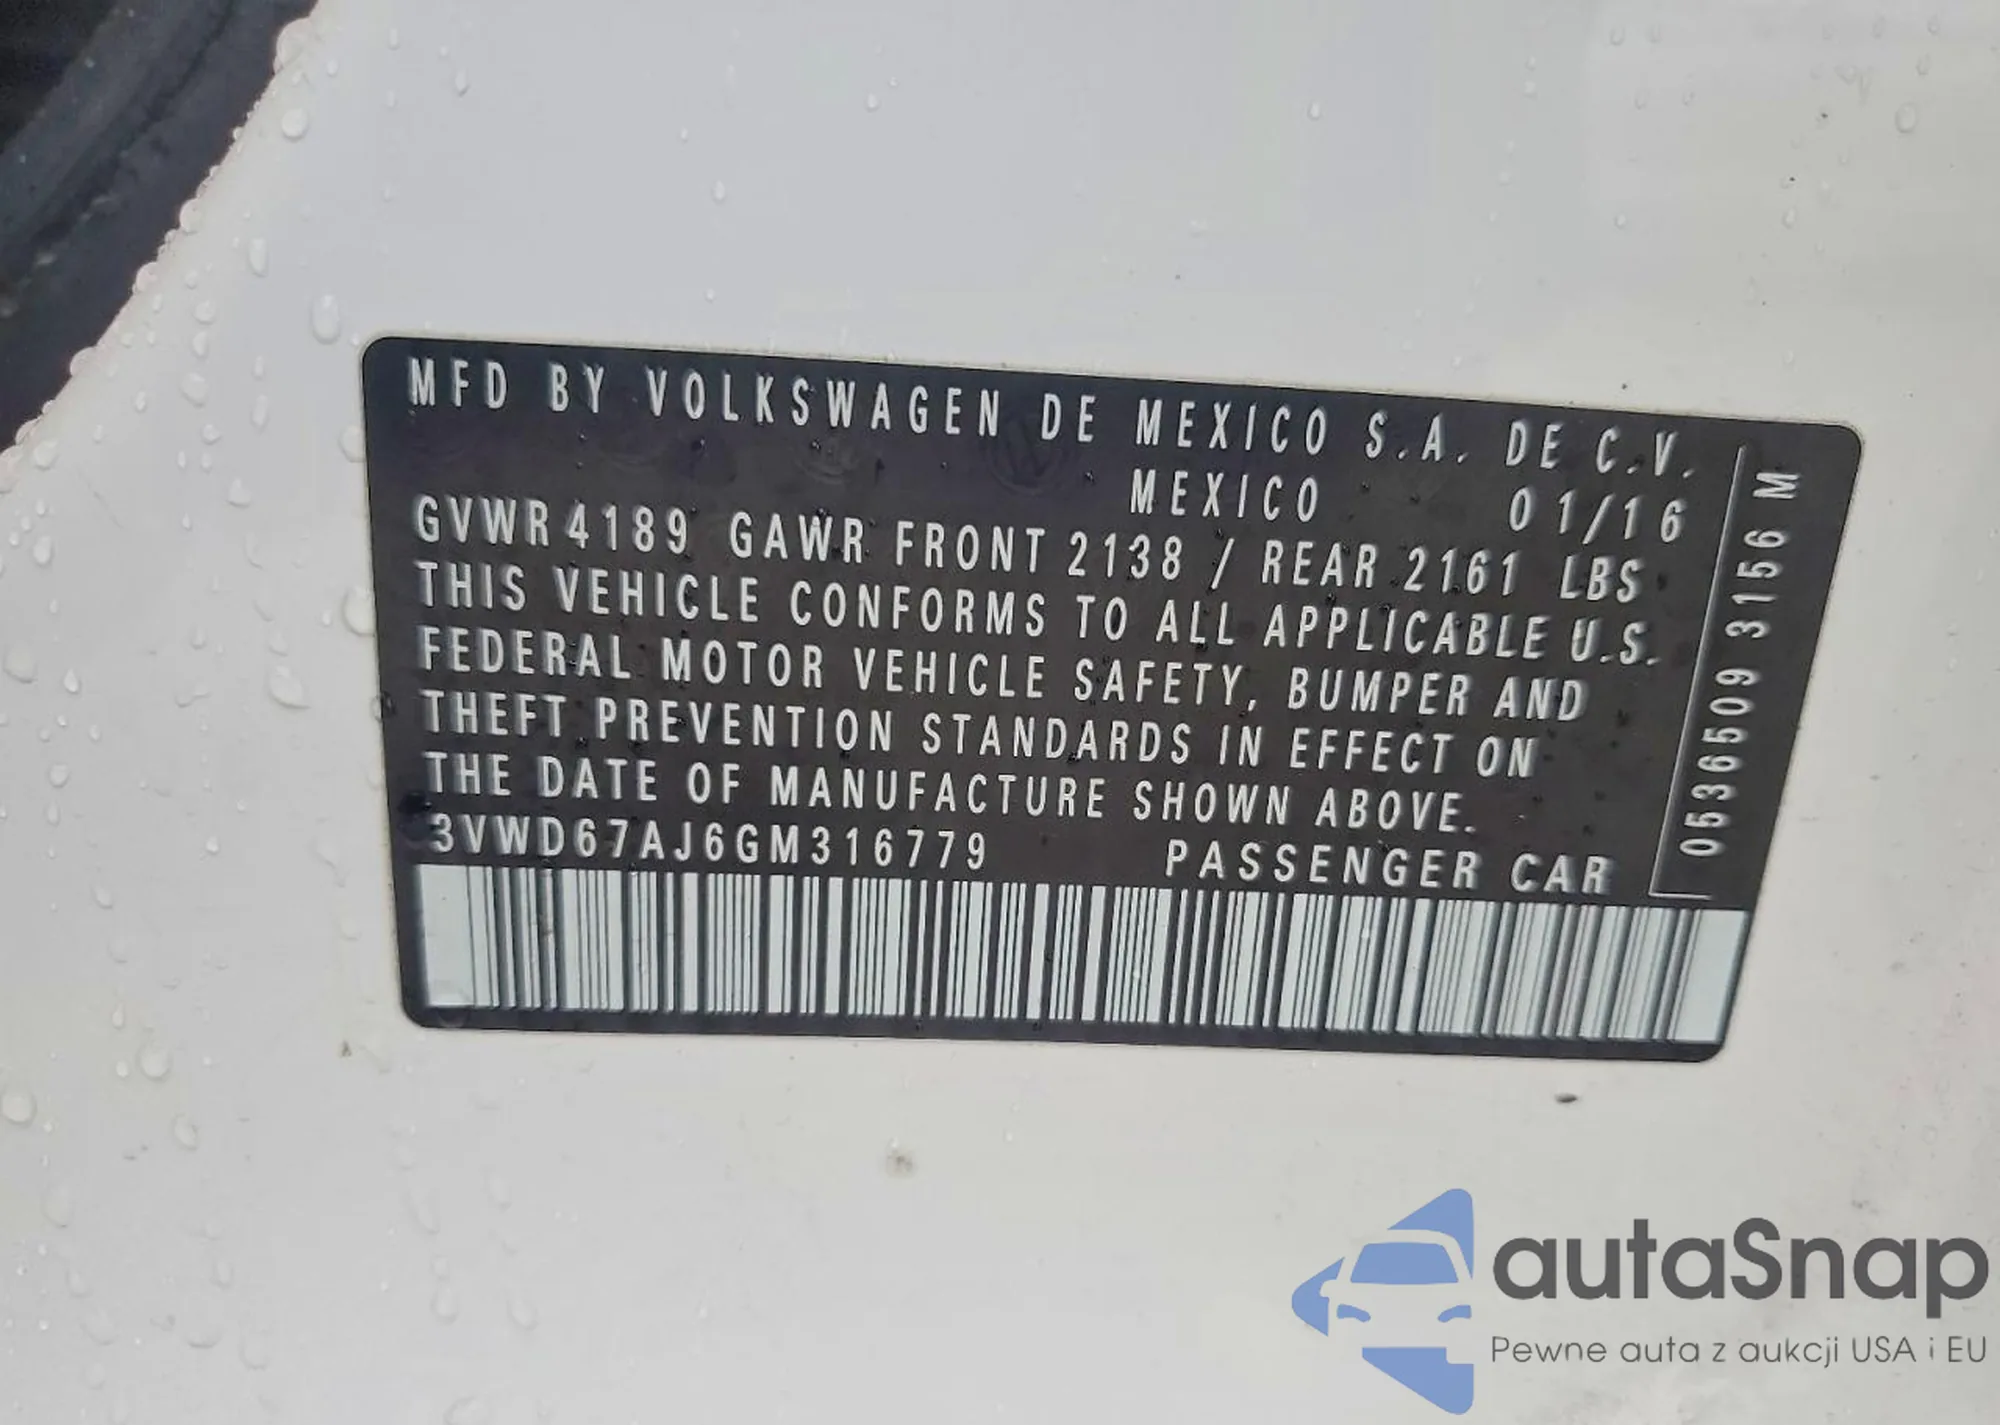 MFD BY VOLKSWAGEN DE MEXICO S.A. DE C.V.
MEXICO 01/16
GVWR 4189 GAWR FRONT 2138 / REAR 2161 LBS
THIS VEHICLE CONFORMS TO ALL APPLICABLE U.S.
FEDERAL MOTOR VEHICLE SAFETY, BUMPER AND
THEFT PREVENTION STANDARDS IN EFFECT ON
THE DATE OF MANUFACTURE SHOWN ABOVE.
3VWD67AJ6GM316779 PASSENGER CAR
05365O9 3156 M
autaSnap
Pewne auta z aukcji USA i EU